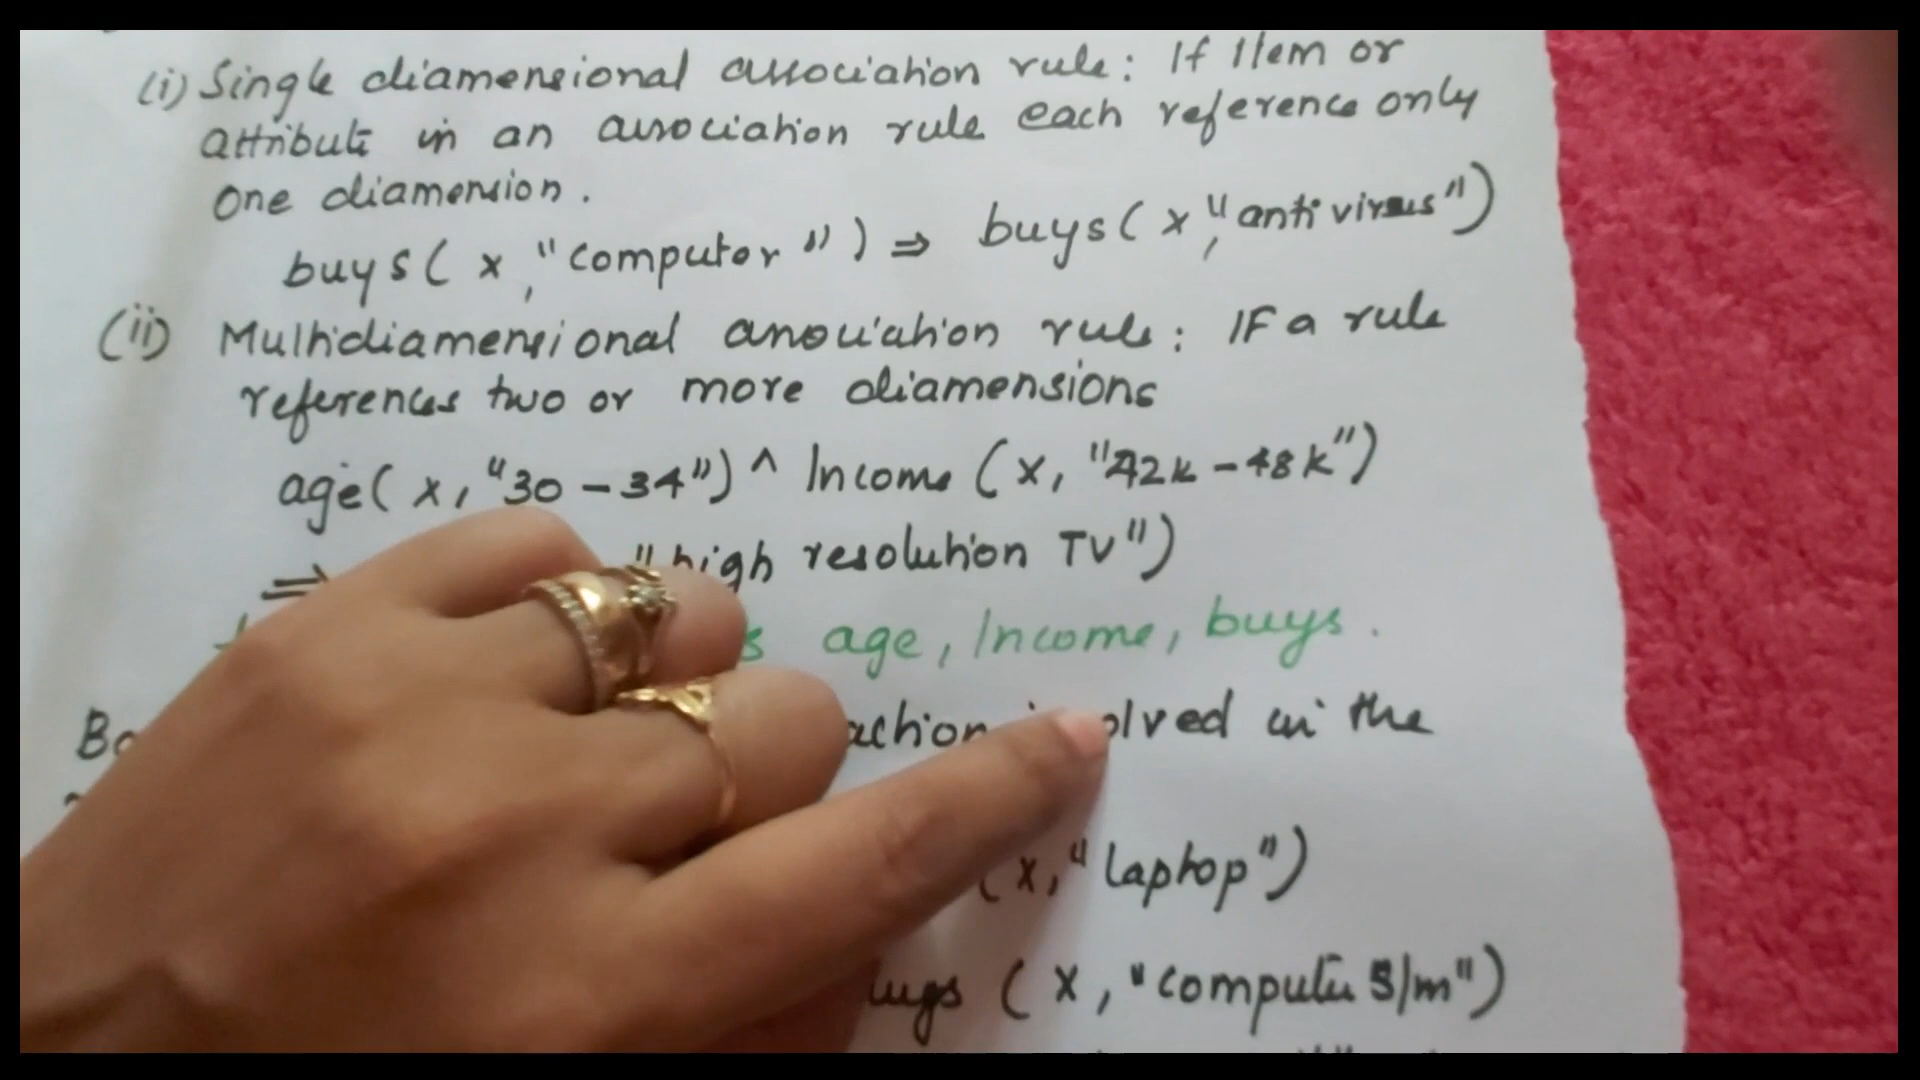 (i) Single diamensional association rule: If Item or
attribute in an association rule each reference only
one diamension.
buys( x, "computer") ⇒ buys( x, "anti virus")
(ii) Multidiamensional association rule: IF a rule
references two or more diamensions
age( x, "30-34") ^ Income (x, "42k-48k")
⇒ "high resolution TV")
age, Income, buys.
in the
(x, "laptop")
(x, "computer S/m")